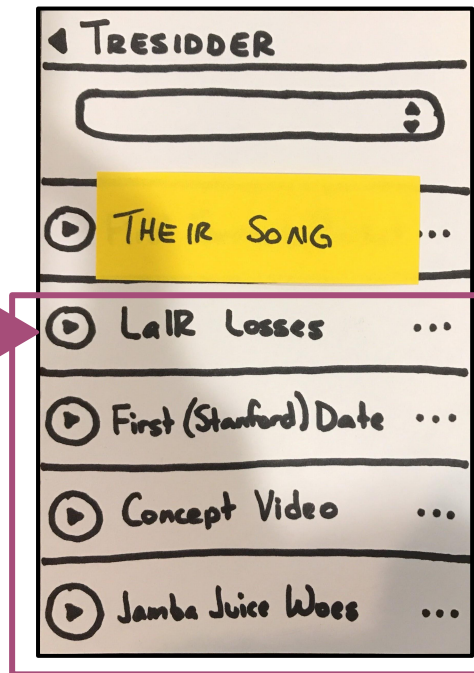 TRESIDDER
THEIR SONG
LaIR Losses
First (Stanford) Date
Concept Video
Jamba Juice Woes